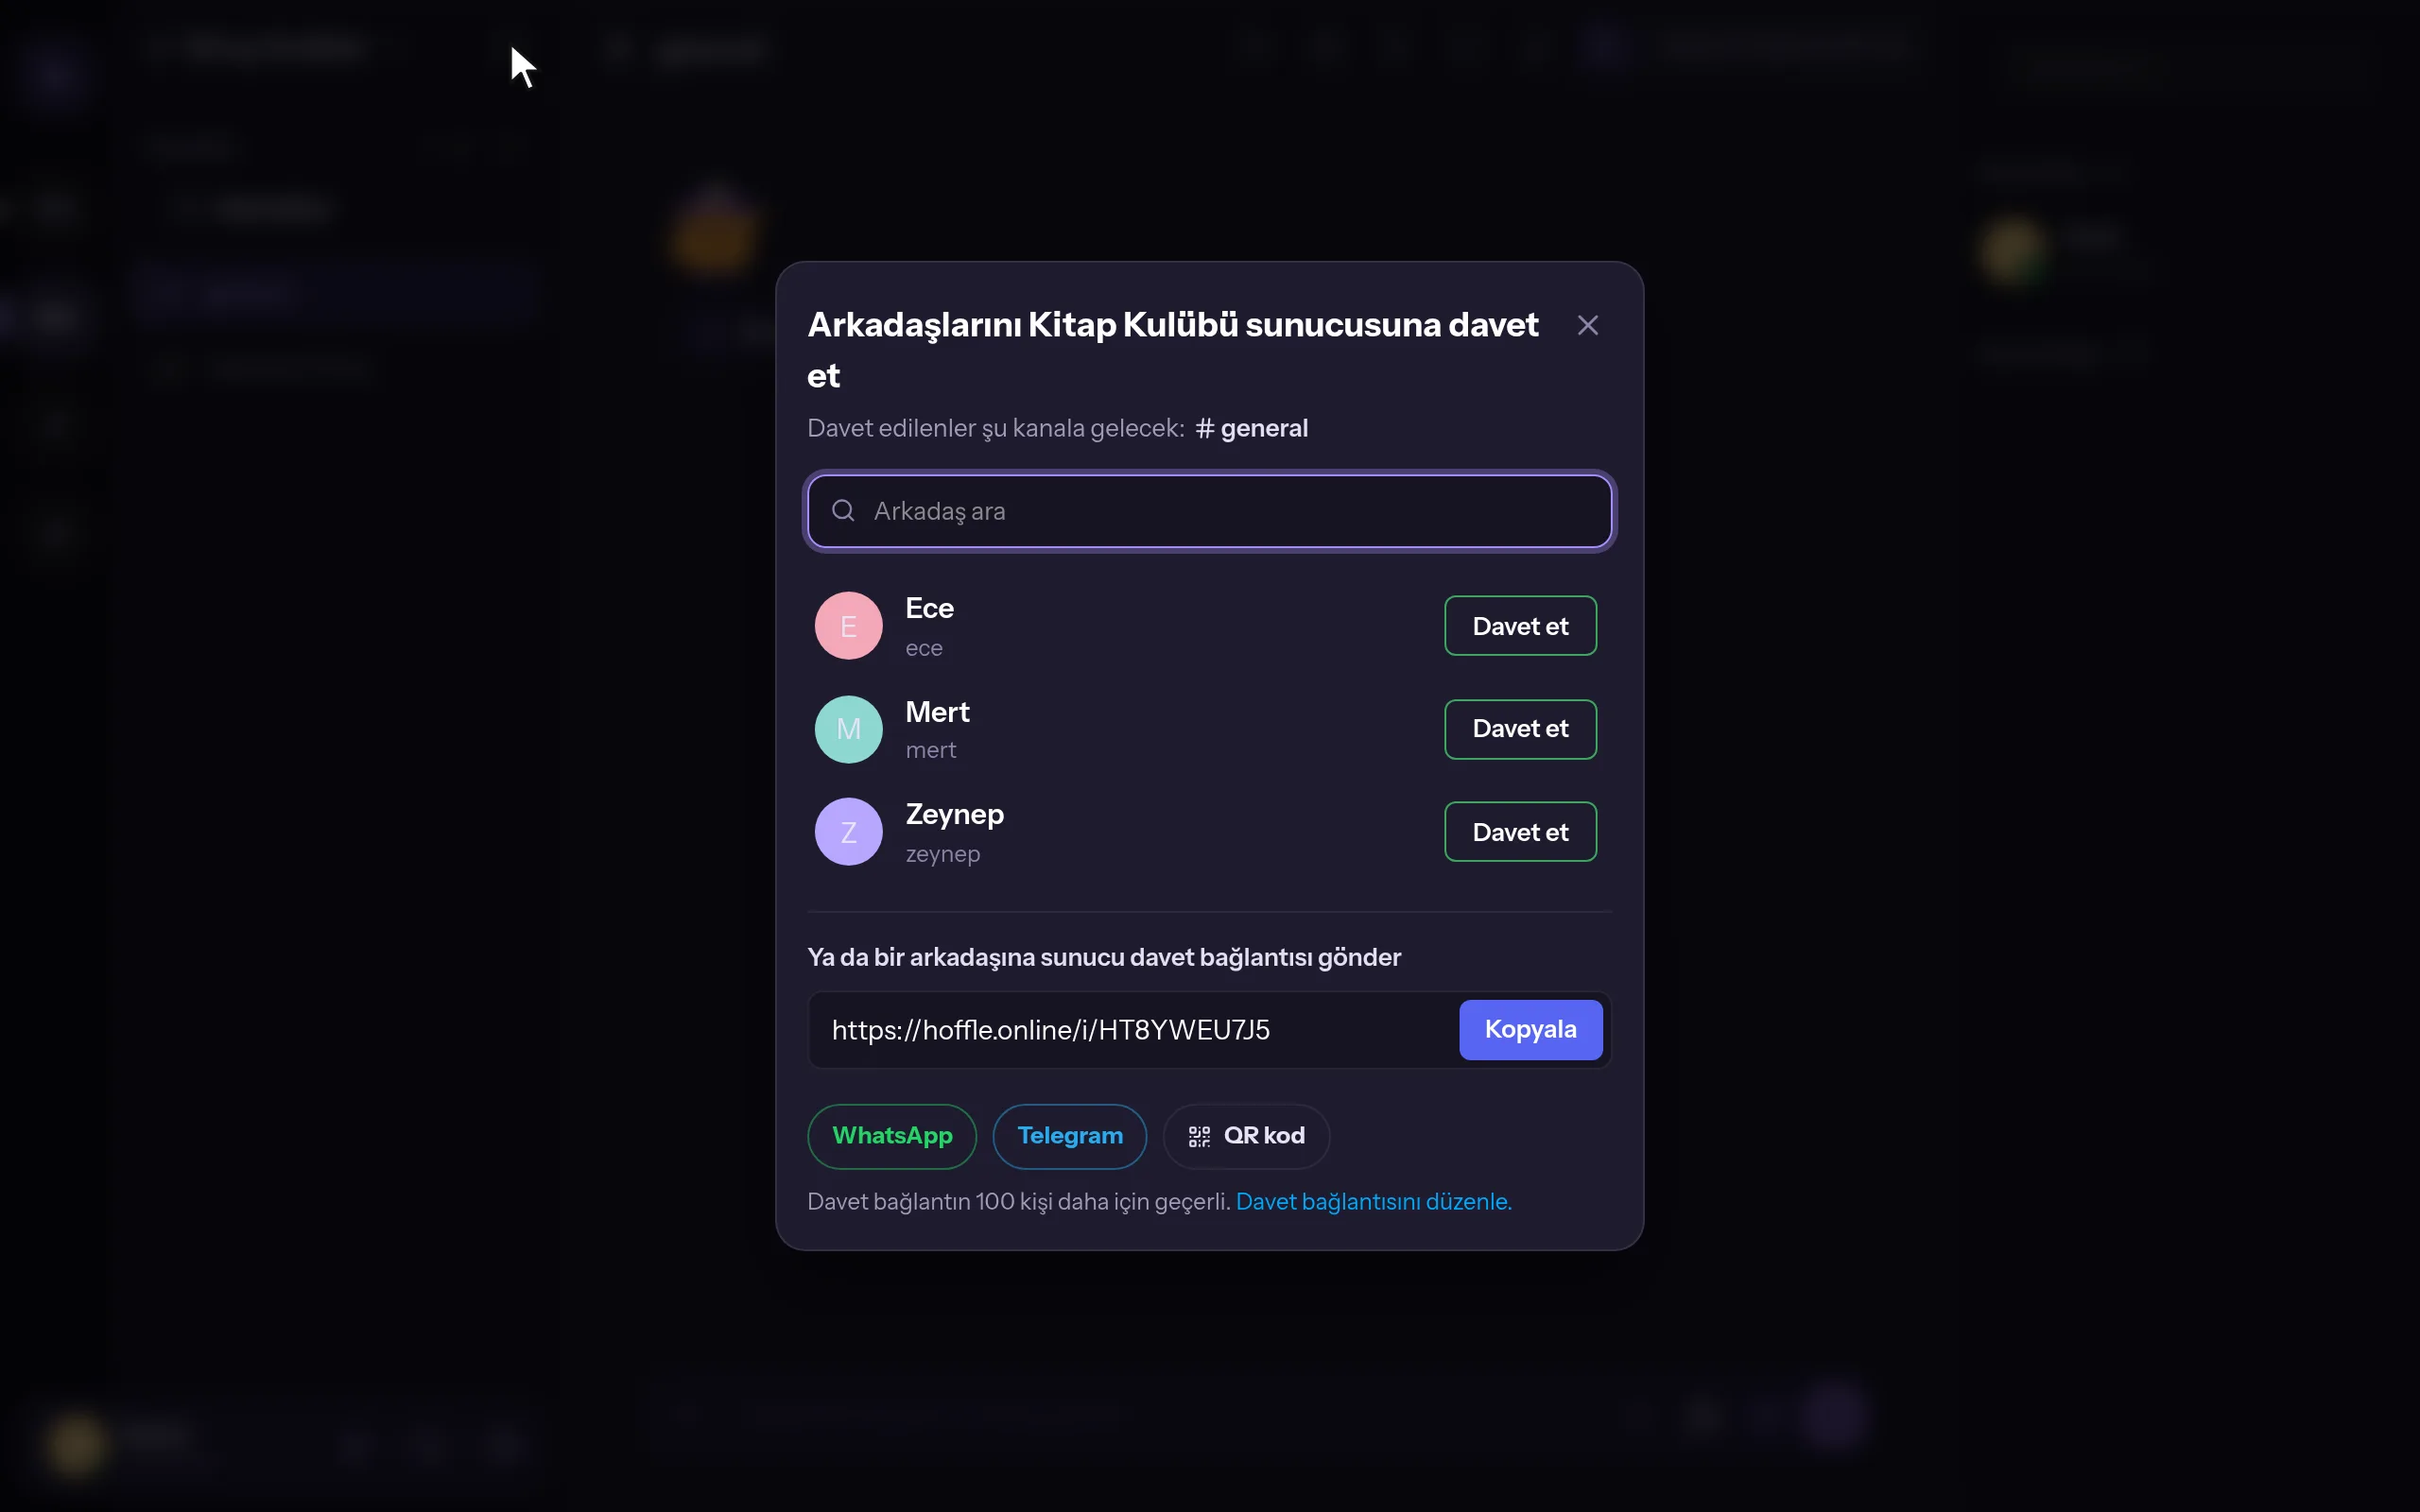 Arkadaşlarını Kitap Kulübü sunucusuna davet
et
Davet edilenler şu kanala gelecek: # general
Arkadaş ara
E Ece Davet et
ece
M Mert Davet et
mert
Z Zeynep Davet et
zeynep
Ya da bir arkadaşına sunucu davet bağlantısı gönder
https://hoffle.online/i/HT8YWEU7J5 Kopyala
WhatsApp Telegram QR kod
Davet bağlantın 100 kişi daha için geçerli. Davet bağlantısını düzenle.